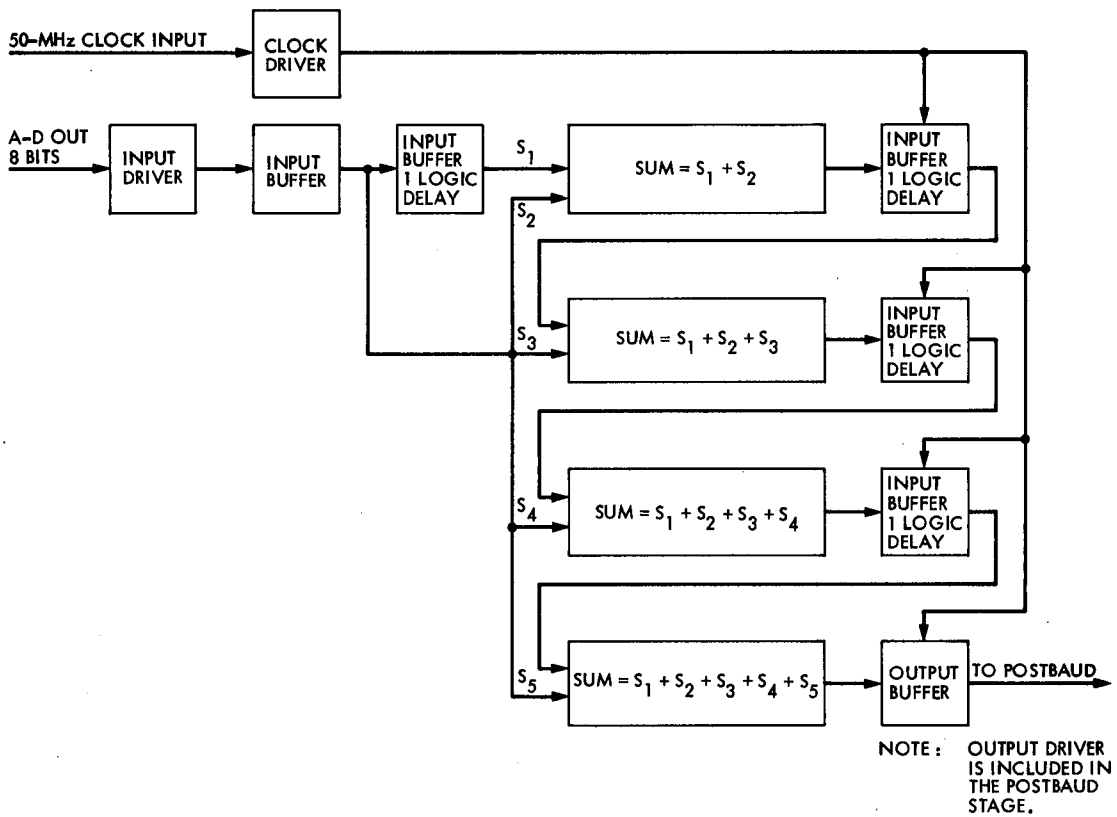 50-MHz CLOCK INPUT
CLOCK
DRIVER
A-D OUT
8 BITS
INPUT
DRIVER
INPUT
BUFFER
INPUT
BUFFER
1 LOGIC
DELAY
S1
S2
SUM = S1 + S2
INPUT
BUFFER
1 LOGIC
DELAY
S3
SUM = S1 + S2 + S3
INPUT
BUFFER
1 LOGIC
DELAY
S4
SUM = S1 + S2 + S3 + S4
INPUT
BUFFER
1 LOGIC
DELAY
S5
SUM = S1 + S2 + S3 + S4 + S5
OUTPUT
BUFFER
TO POSTBAUD
NOTE: OUTPUT DRIVER
IS INCLUDED IN
THE POSTBAUD
STAGE.